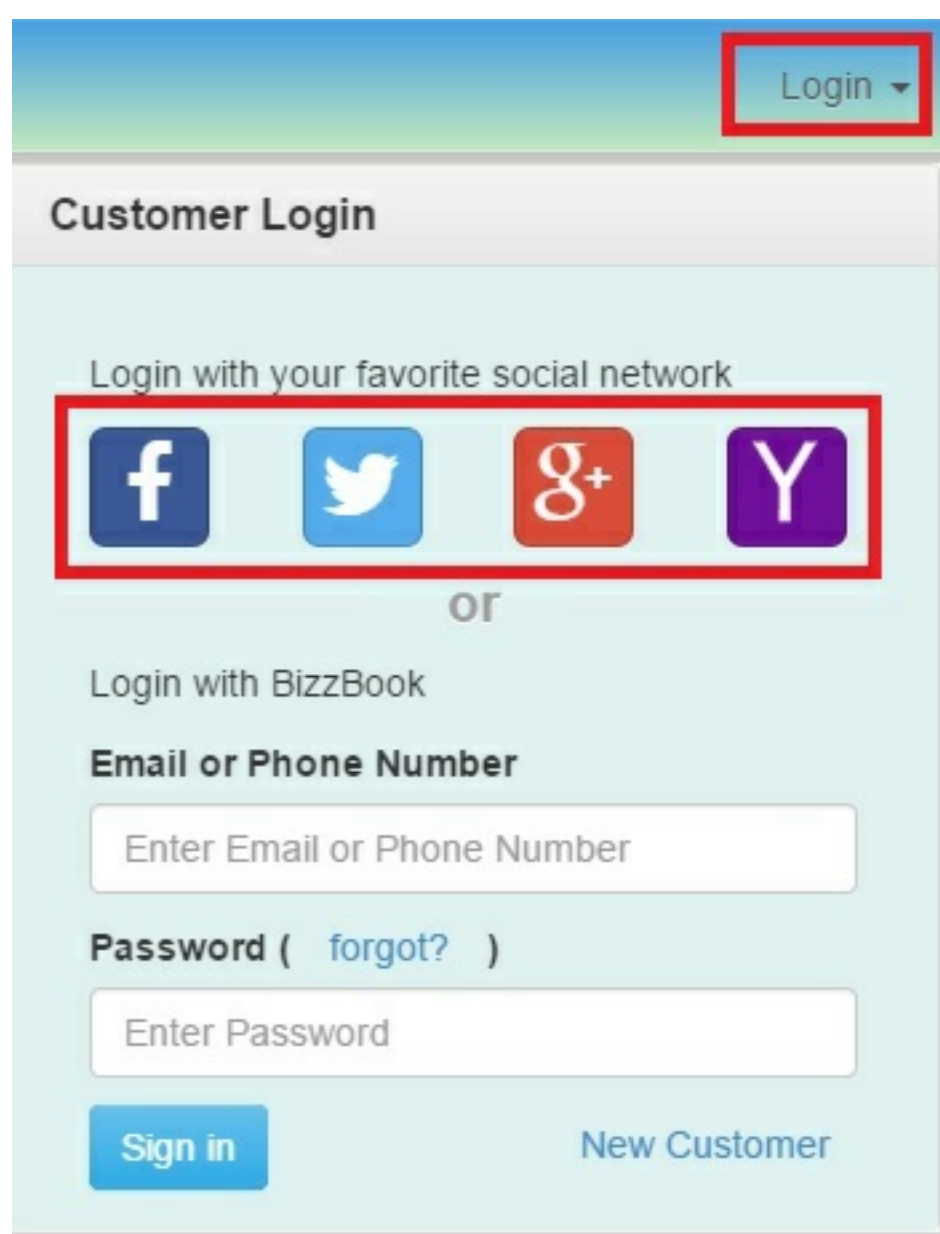 Login
Customer Login
Login with your favorite social network
f g+ Y
or
Login with BizzBook
Email or Phone Number
Enter Email or Phone Number
Password ( forgot? )
Enter Password
Sign in New Customer